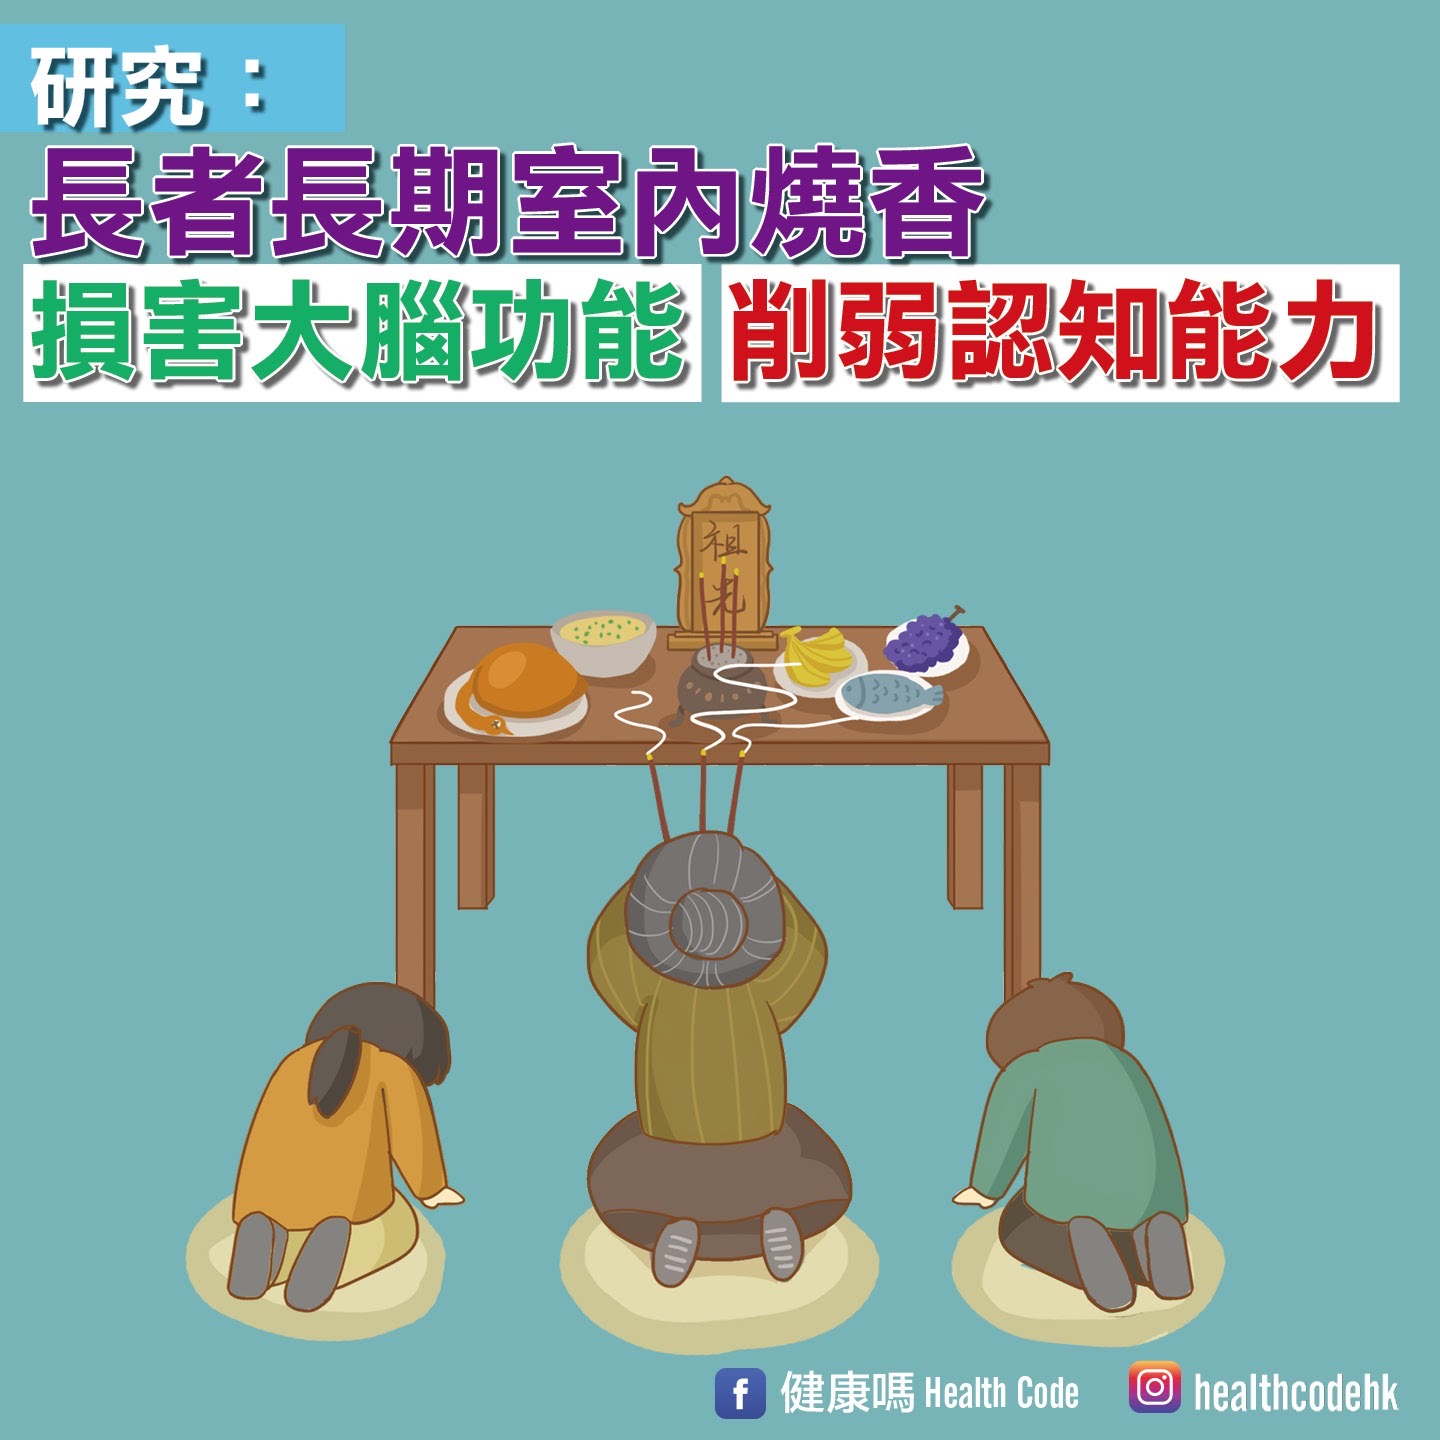 研究：
長者長期室內燒香
損害大腦功能 削弱認知能力
祖
先
健康嗎 Health Code
healthcodehk